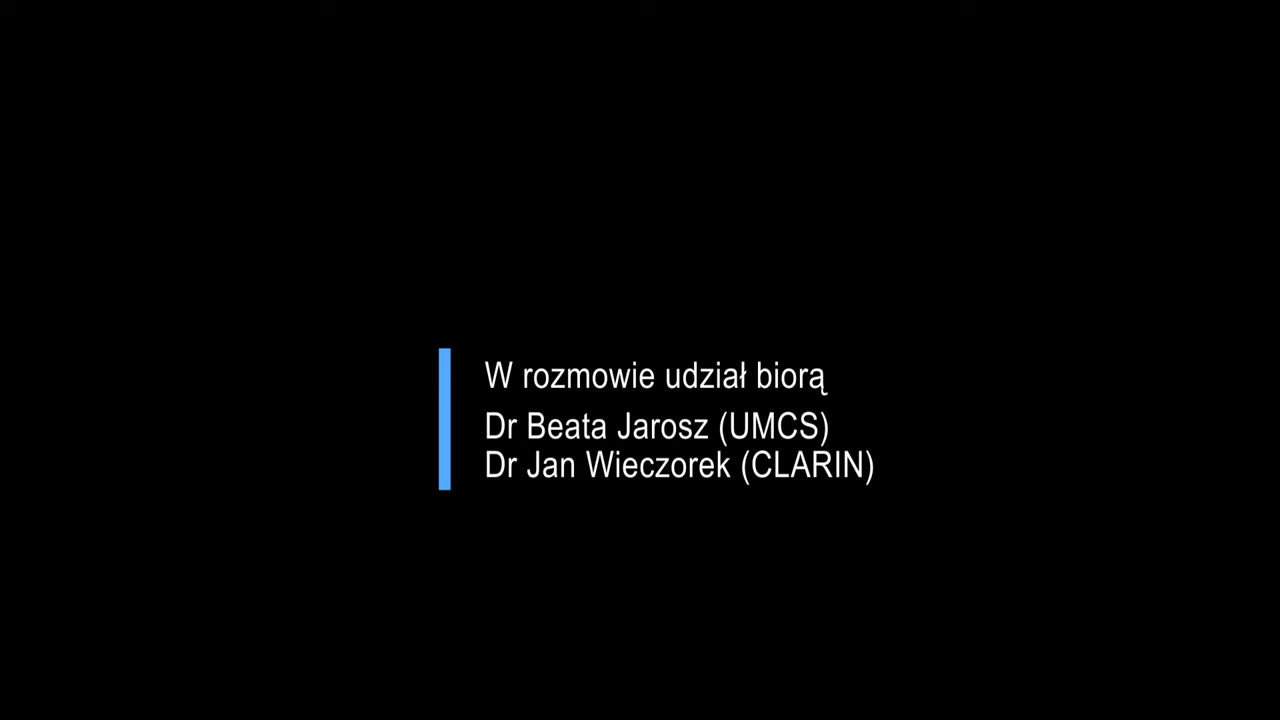 W rozmowie udział biorą
Dr Beata Jarosz (UMCS)
Dr Jan Wieczorek (CLARIN)